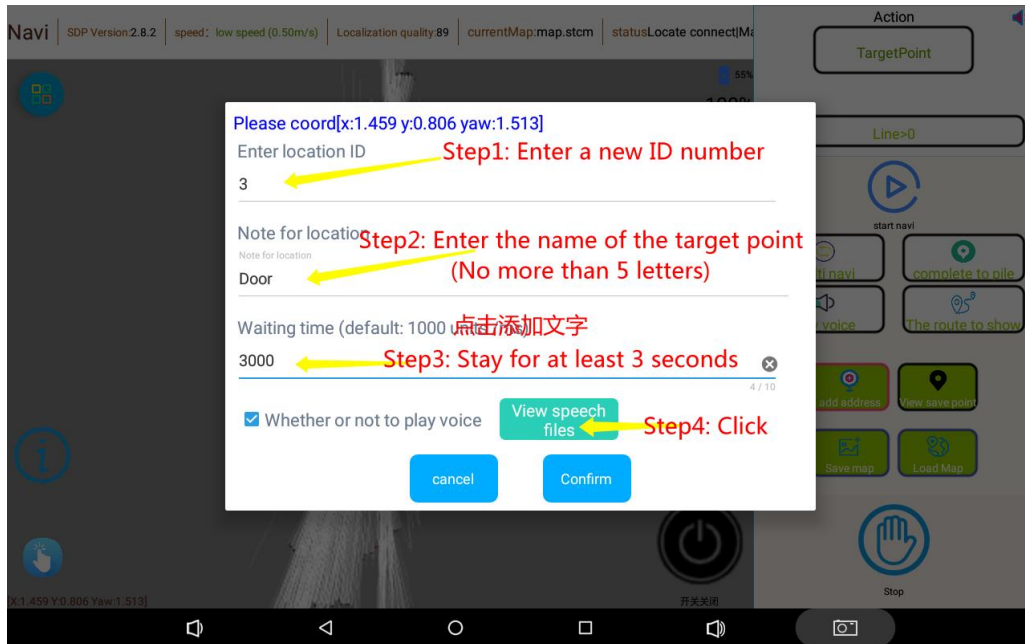 Navi
SDP Version:2.8.2
speed: low speed (0.50m/s)
Localization quality:89
currentMap:map.stcm
statusLocate connect|Ma
Action
TargetPoint
55%
Line>0
Please coord[x:1.459 y:0.806 yaw:1.513]
Enter location ID
Step1: Enter a new ID number
3
start navi
Note for location
Step2: Enter the name of the target point
Note for location
(No more than 5 letters)
Door
ti navi
complete to pile
Waiting time (default: 1000
点击添加文字
voice
The route to show
3000
Step3: Stay for at least 3 seconds
4 / 10
add address
View save point
Whether or not to play voice
View speech
files
Step4: Click
Save map
Load Map
cancel
Confirm
Stop
开关关闭
[X:1.459 Y:0.806 Yaw:1.513]